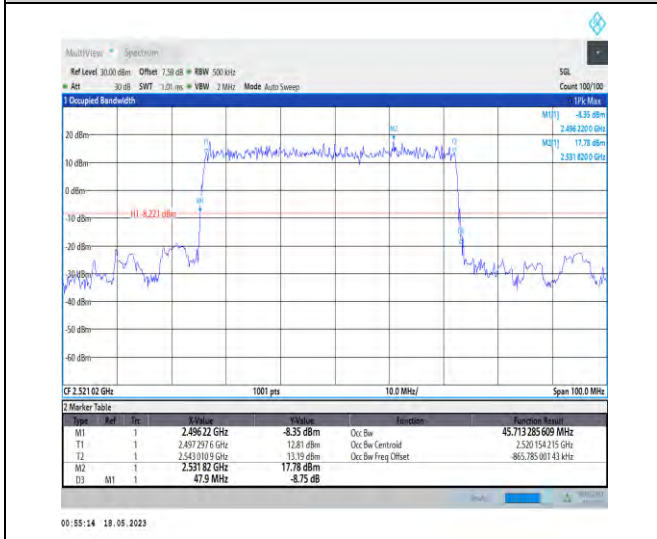 MultiView Spectrum
Ref Level 30.00 dBm Offset 7.58 dB RBW 500 kHz SGL
Att 30 dB SWT 1.01 ms VBW 2 MHz Mode Auto Sweep Count 100/100
1 Occupied Bandwidth 1Pk Max
M1[1] -8.35 dBm
2.496 220 0 GHz
M2[1] 17.78 dBm
2.531 820 0 GHz
M2
T1
T2
20 dBm
10 dBm
0 dBm
M1
H1 -8.221 dBm
-10 dBm
D3
-20 dBm
-30 dBm
-40 dBm
-50 dBm
-60 dBm
CF 2.521 02 GHz 1001 pts 10.0 MHz/ Span 100.0 MHz
2 Marker Table
Type Ref Trc X-Value Y-Value Function Function Result
M1 1 2.496 22 GHz -8.35 dBm Occ Bw 45.713 285 609 MHz
T1 1 2.497 297 6 GHz 12.81 dBm Occ Bw Centroid 2.520 154 215 GHz
T2 1 2.543 010 9 GHz 13.19 dBm Occ Bw Freq Offset -865.785 001 43 kHz
M2 1 2.531 82 GHz 17.78 dBm
D3 M1 1 47.9 MHz -8.75 dB
00:55:14 18.05.2023